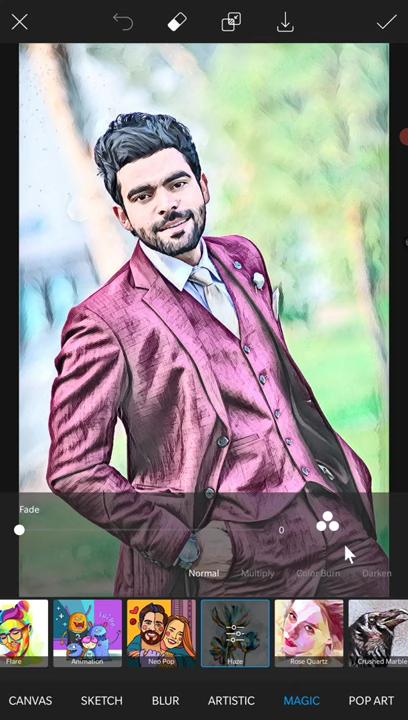 Fade
0
Normal Multiply Color Burn Darken
Flare Animation Neo Pop Haze Rose Quartz Crushed Marble
CANVAS SKETCH BLUR ARTISTIC MAGIC POP ART